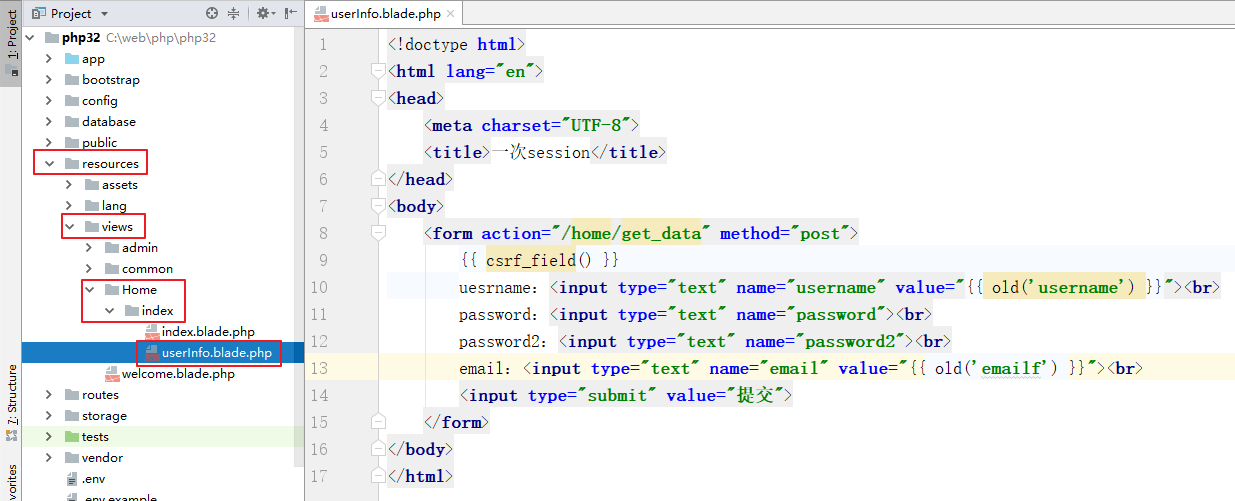 1: Project
Project
userInfo.blade.php
php32 C:\web\php\php32
app
bootstrap
config
database
public
resources
assets
lang
views
admin
common
Home
index
index.blade.php
userInfo.blade.php
welcome.blade.php
routes
storage
tests
vendor
.env
.env.example
7: Structure
vorites
1 <!doctype html>
2 <html lang="en">
3 <head>
4 <meta charset="UTF-8">
5 <title>一次session</title>
6 </head>
7 <body>
8 <form action="/home/get_data" method="post">
9 {{ csrf_field() }}
10 uesrname：<input type="text" name="username" value="{{ old('username') }}"><br>
11 password：<input type="text" name="password"><br>
12 password2：<input type="text" name="password2"><br>
13 email：<input type="text" name="email" value="{{ old('emailf') }}"><br>
14 <input type="submit" value="提交">
15 </form>
16 </body>
17 </html>